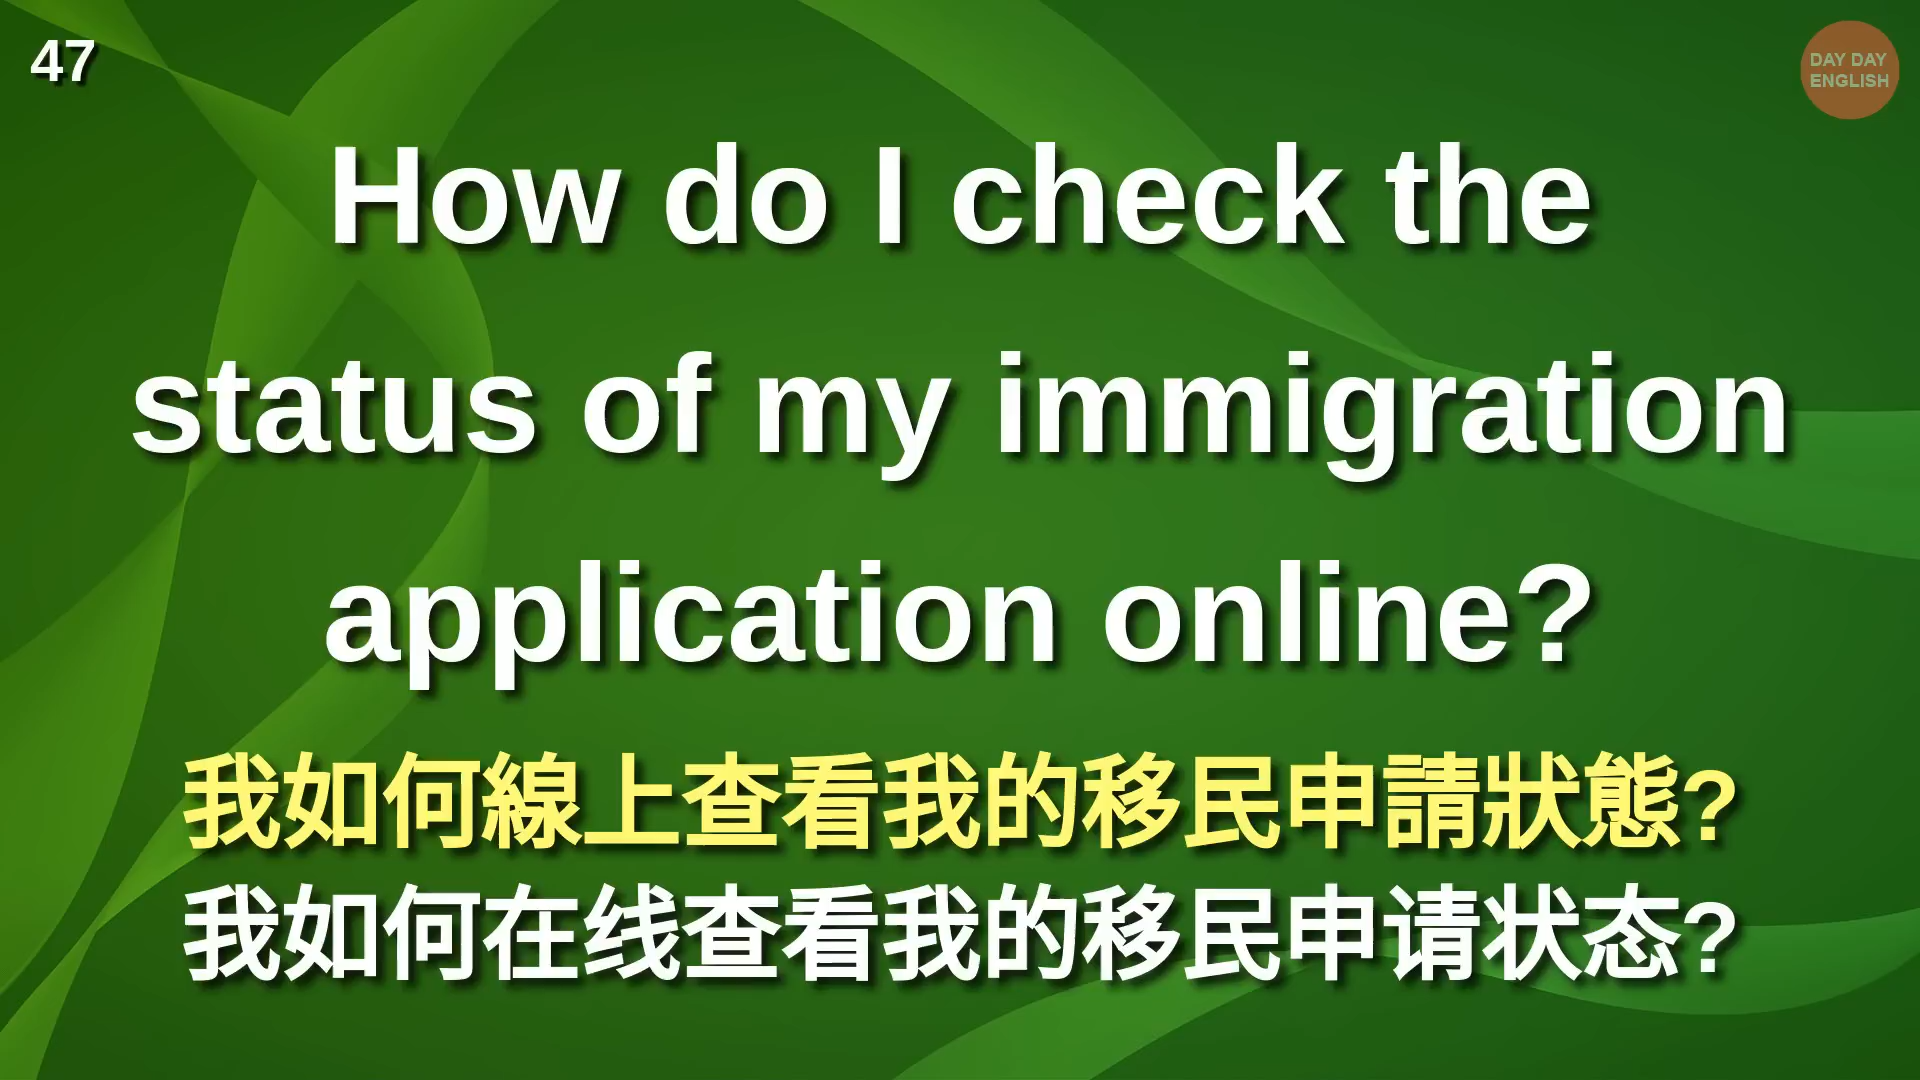 47
DAY DAY
ENGLISH
How do I check the
status of my immigration
application online?
我如何線上查看我的移民申請狀態?
我如何在线查看我的移民申请状态?